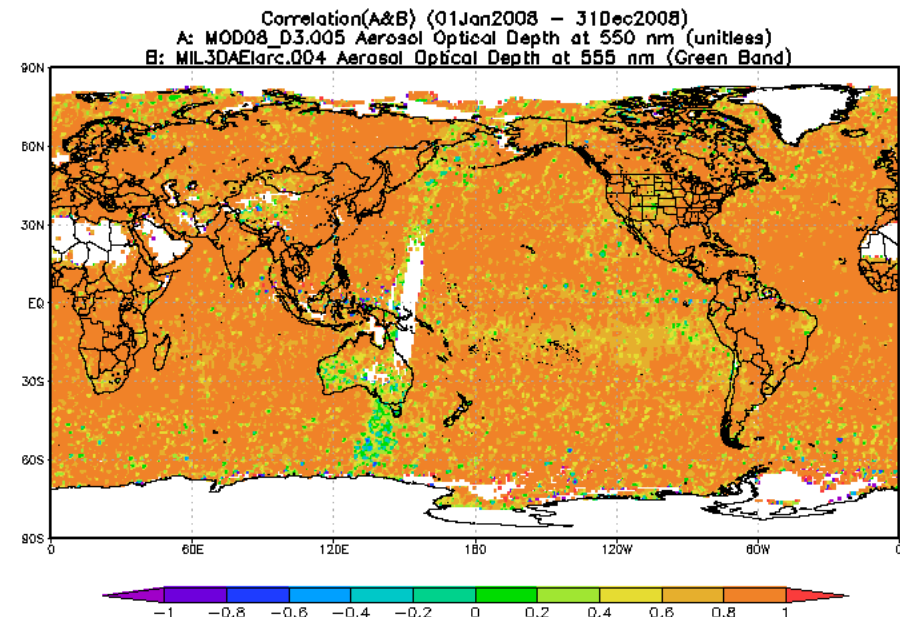 Correlation(A&B) (01Jan2008 – 31Dec2008)
A: MOD08_D3.005 Aerosol Optical Depth at 550 nm (unitless)
B: MIL3DAElarc.004 Aerosol Optical Depth at 555 nm (Green Band)
90N
60N
30N
EQ
30S
60S
90S
0 60E 120E 180 120W 60W 0
-1 -0.8 -0.6 -0.4 -0.2 0 0.2 0.4 0.6 0.8 1